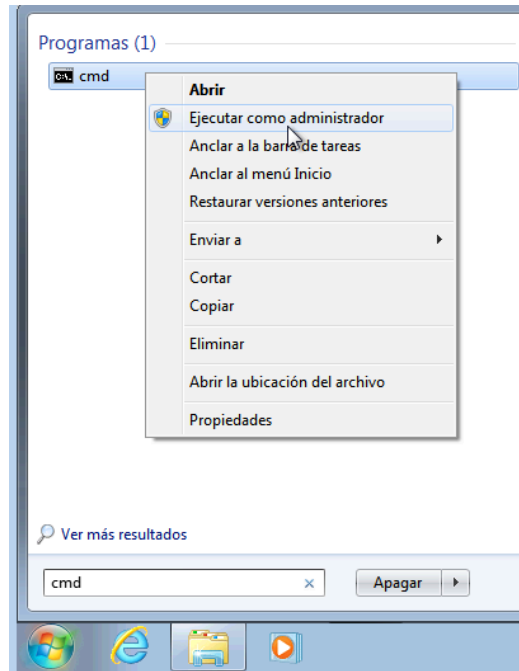 Programas (1)
cmd
Abrir
Ejecutar como administrador
Anclar a la barra de tareas
Anclar al menú Inicio
Restaurar versiones anteriores
Enviar a
Cortar
Copiar
Eliminar
Abrir la ubicación del archivo
Propiedades
Ver más resultados
cmd
Apagar